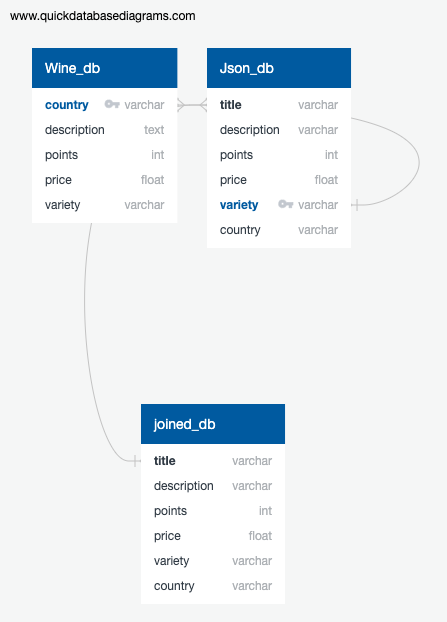 www.quickdatabasediagrams.com
Wine_db
country varchar
description text
points int
price float
variety varchar
Json_db
title varchar
description varchar
points int
price float
variety varchar
country varchar
joined_db
title varchar
description varchar
points int
price float
variety varchar
country varchar